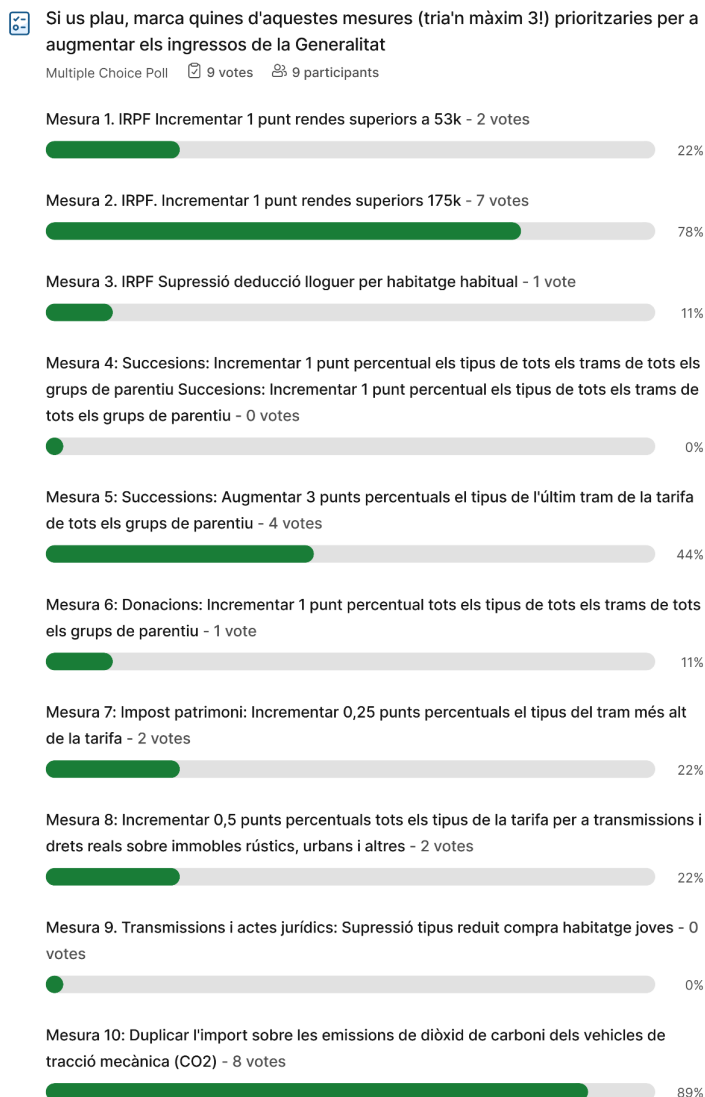 Si us plau, marca quines d'aquestes mesures (tria'n màxim 3!) prioritzaries per a
augmentar els ingressos de la Generalitat
Multiple Choice Poll 9 votes 9 participants
Mesura 1. IRPF Incrementar 1 punt rendes superiors a 53k - 2 votes
22%
Mesura 2. IRPF. Incrementar 1 punt rendes superiors 175k - 7 votes
78%
Mesura 3. IRPF Supressió deducció lloguer per habitatge habitual - 1 vote
11%
Mesura 4: Succesions: Incrementar 1 punt percentual els tipus de tots els trams de tots els
grups de parentiu Succesions: Incrementar 1 punt percentual els tipus de tots els trams de
tots els grups de parentiu - 0 votes
0%
Mesura 5: Successions: Augmentar 3 punts percentuals el tipus de l'últim tram de la tarifa
de tots els grups de parentiu - 4 votes
44%
Mesura 6: Donacions: Incrementar 1 punt percentual tots els tipus de tots els trams de tots
els grups de parentiu - 1 vote
11%
Mesura 7: Impost patrimoni: Incrementar 0,25 punts percentuals el tipus del tram més alt
de la tarifa - 2 votes
22%
Mesura 8: Incrementar 0,5 punts percentuals tots els tipus de la tarifa per a transmissions i
drets reals sobre immobles rústics, urbans i altres - 2 votes
22%
Mesura 9. Transmissions i actes jurídics: Supressió tipus reduit compra habitatge joves - 0
votes
0%
Mesura 10: Duplicar l'import sobre les emissions de diòxid de carboni dels vehicles de
tracció mecànica (CO2) - 8 votes
89%